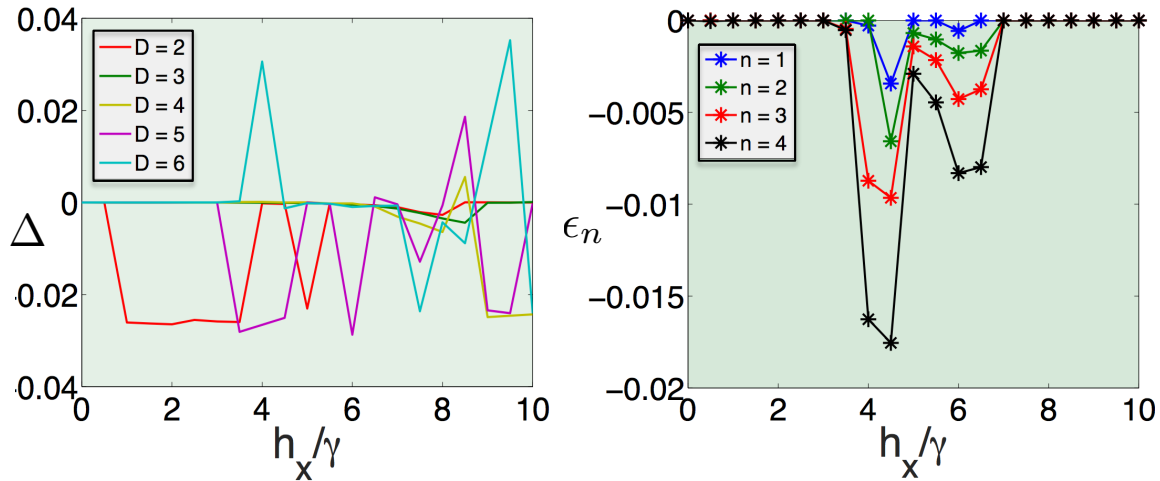 0.04
0.02
0
-0.02
-0.04
Δ
D = 2
D = 3
D = 4
D = 5
D = 6
0 2 4 6 8 10
h_x/γ
0
−0.005
−0.01
−0.015
−0.02
ϵ_n
n = 1
n = 2
n = 3
n = 4
0 2 4 6 8 10
h_x/γ